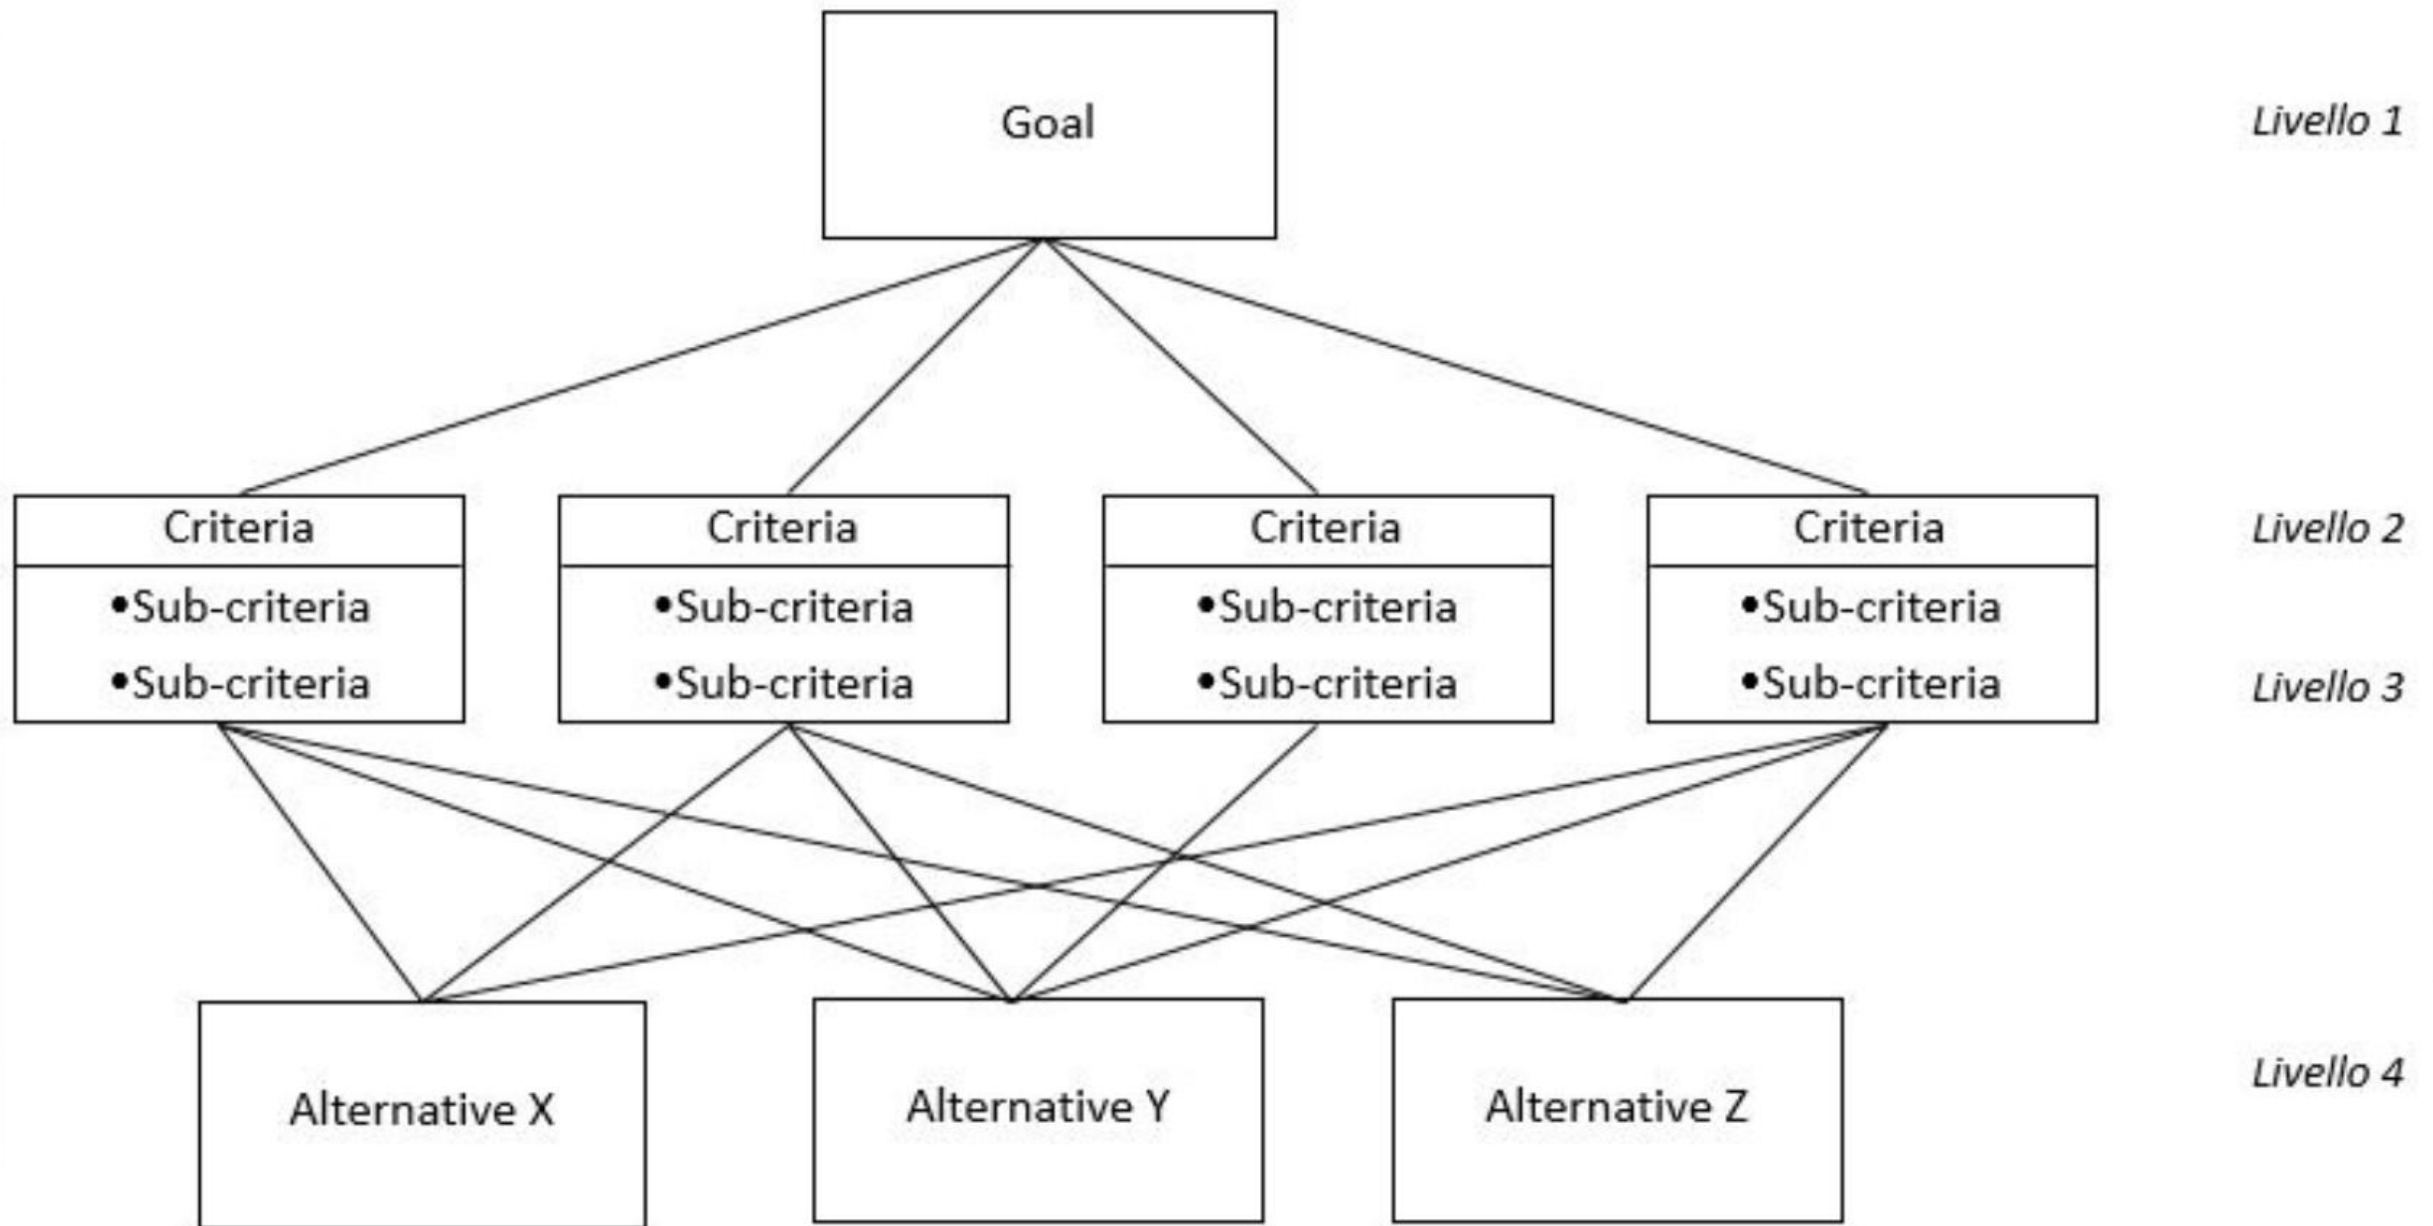 Goal
Livello 1
Criteria
Criteria
Criteria
Criteria
Livello 2
•Sub-criteria
•Sub-criteria
•Sub-criteria
•Sub-criteria
•Sub-criteria
•Sub-criteria
•Sub-criteria
•Sub-criteria
Livello 3
Alternative X
Alternative Y
Alternative Z
Livello 4